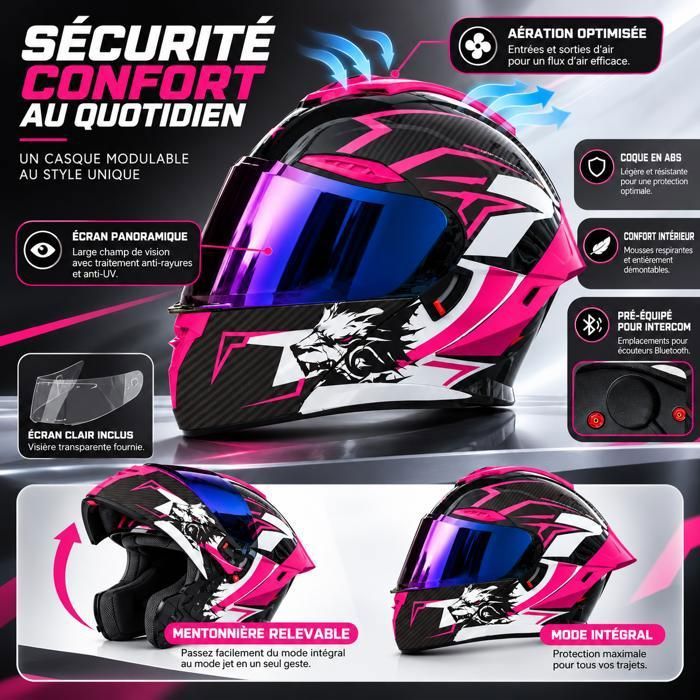 SÉCURITÉ
CONFORT
AU QUOTIDIEN
UN CASQUE MODULABLE
AU STYLE UNIQUE
AÉRATION OPTIMISÉE
Entrées et sorties d'air
pour un flux d'air efficace.
COQUE EN ABS
Légère et résistante
pour une protection
optimale.
ÉCRAN PANORAMIQUE
Large champ de vision
avec traitement anti-rayures
et anti-UV.
CONFORT INTÉRIEUR
Mousses respirantes
et entièrement
démontables.
PRÉ-ÉQUIPÉ
POUR INTERCOM
Emplacements pour
écouteurs Bluetooth.
ÉCRAN CLAIR INCLUS
Visière transparente fournie.
MENTONNIÈRE RELEVABLE
Passez facilement du mode intégral
au mode jet en un seul geste.
MODE INTÉGRAL
Protection maximale
pour tous vos trajets.